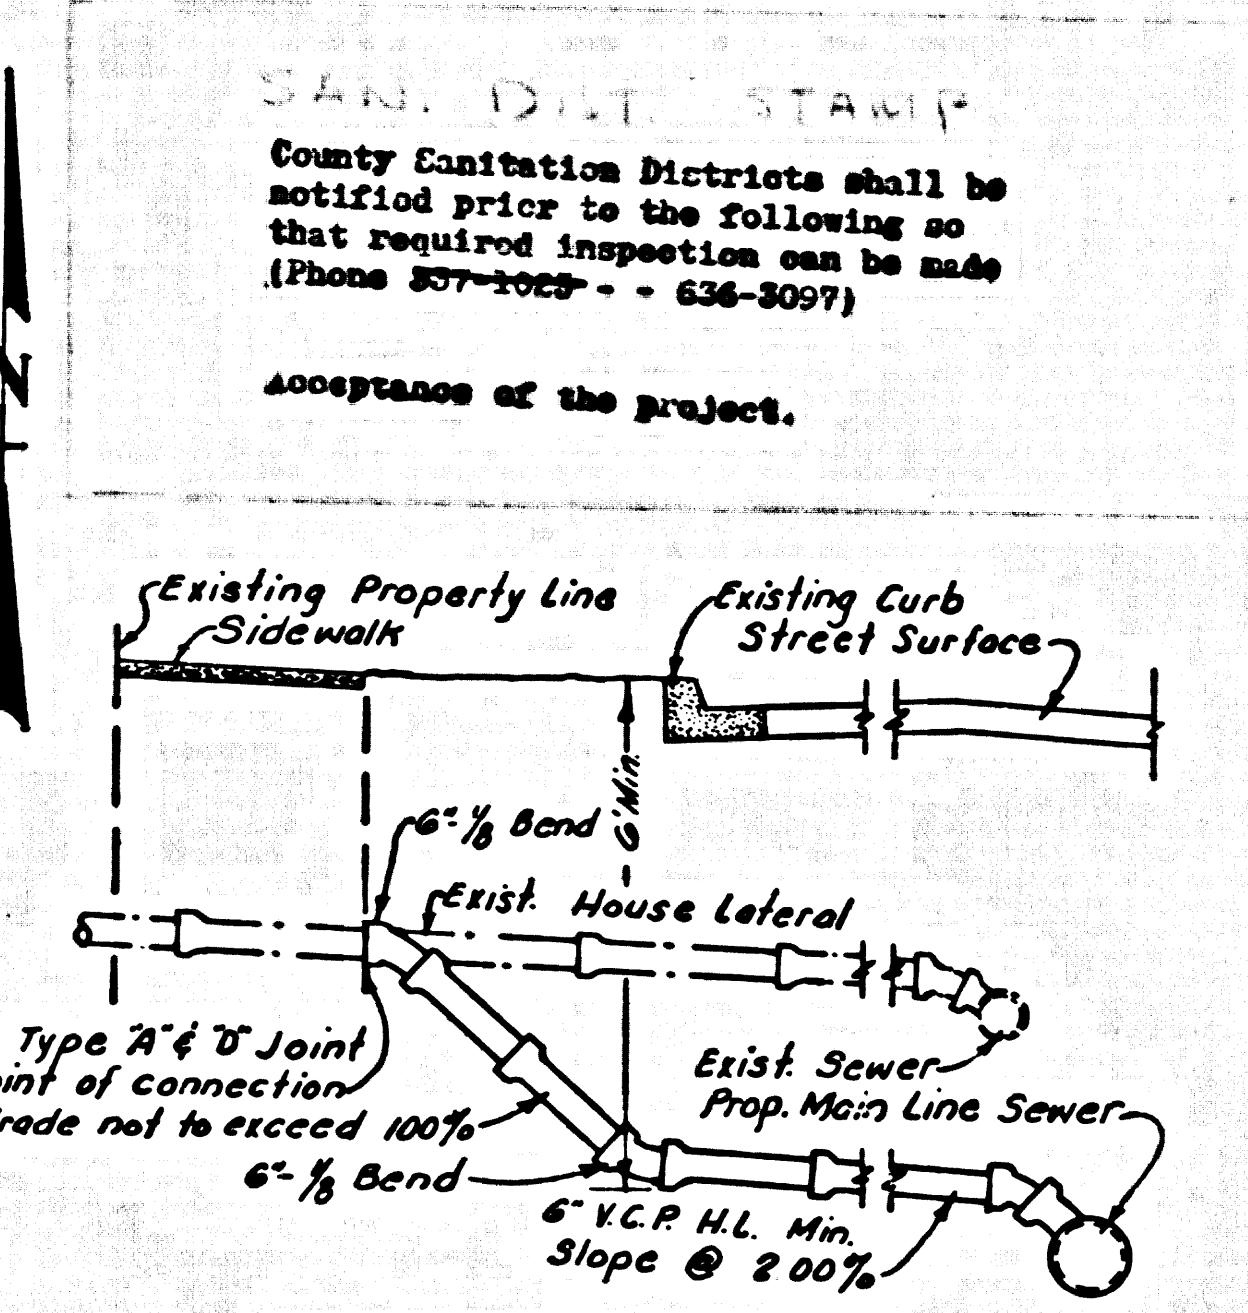 SAN. DIST STAMP
County Sanitation Districts shall be
notified prior to the following so
that required inspection can be made
(Phone 337-1025 - - 636-3097)
Acceptance of the project.
N
Existing Property Line
Sidewalk
Existing Curb
Street Surface
6' Min.
6"-1/8 Bend
Exist. House Lateral
Type "A" & "D" Joint
oint of connection
rade not to exceed 100%
6"-1/8 Bend
Exist. Sewer
Prop. Main Line Sewer
6" V.C.P. H.L. Min.
Slope @ 2.00%